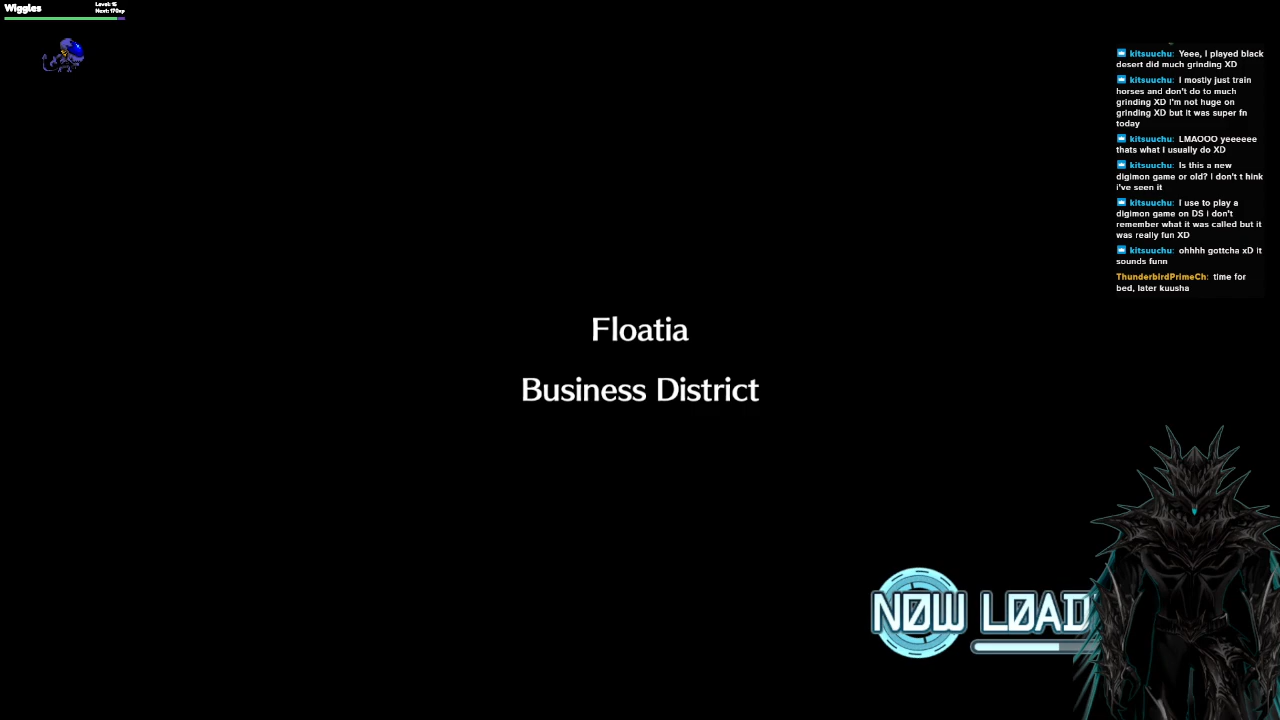 Wiggles
Level: 15
Next: 170xp
kitsuuchu: Yeee, I played black
desert did much grinding XD
kitsuuchu: I mostly just train
horses and don't do to much
grinding XD I'm not huge on
grinding XD but it was super fn
today
kitsuuchu: LMAOOO yeeeeee
thats what I usually do XD
kitsuuchu: Is this a new
digimon game or old? I don't t hink
i've seen it
kitsuuchu: I use to play a
digimon game on DS i don't
remember what it was called but it
was really fun XD
kitsuuchu: ohhhh gottcha xD it
sounds funn
ThunderbirdPrimeCh: time for
bed, later kuusha
Floatia
Business District
NOW LOAD